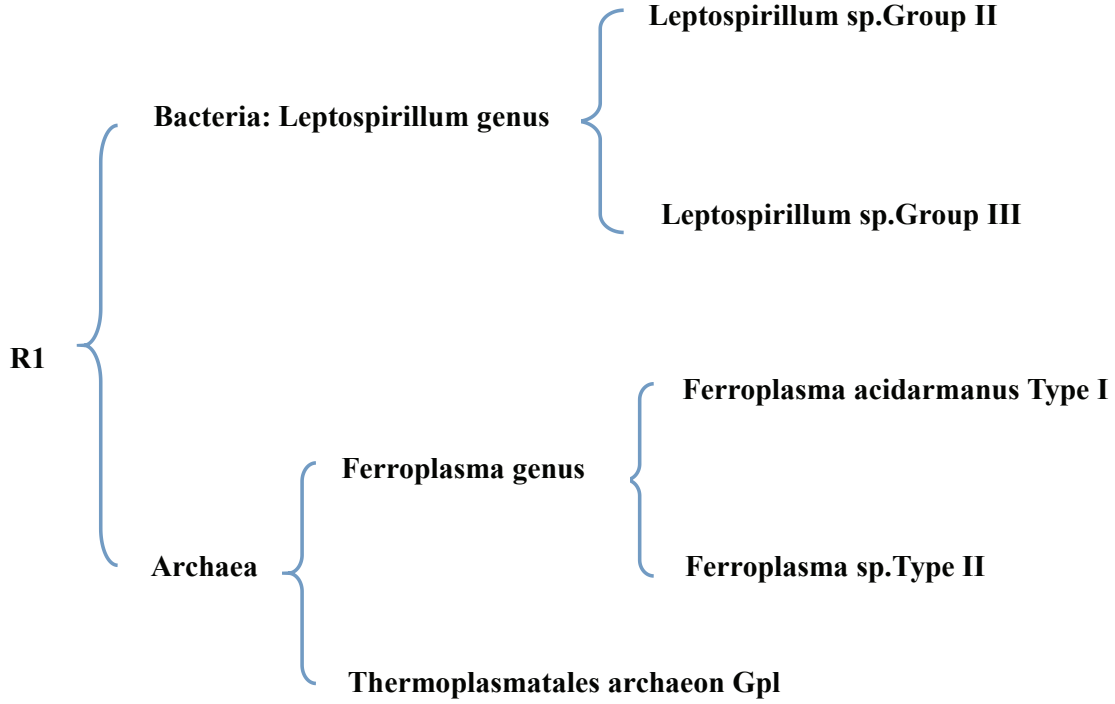 Leptospirillum sp.Group II
Bacteria: Leptospirillum genus
Leptospirillum sp.Group III
R1
Ferroplasma acidarmanus Type I
Ferroplasma genus
Archaea
Ferroplasma sp.Type II
Thermoplasmatales archaeon Gpl